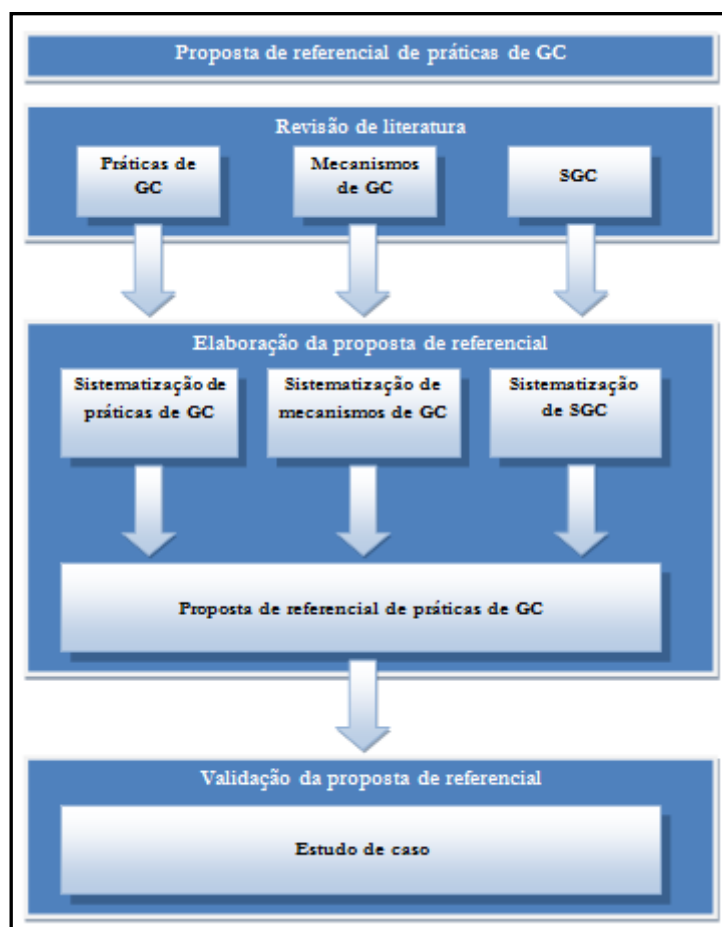 Proposta de referencial de práticas de GC
Revisão de literatura
Práticas de
GC
Mecanismos
de GC
SGC
Elaboração da proposta de referencial
Sistematização de
práticas de GC
Sistematização de
mecanismos de GC
Sistematização
de SGC
Proposta de referencial de práticas de GC
Validação da proposta de referencial
Estudo de caso